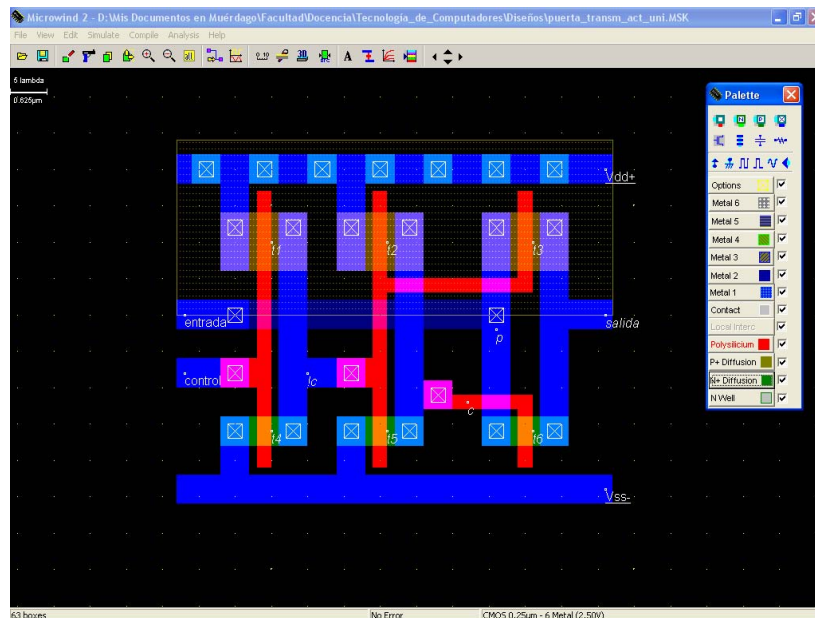 Microwind 2 - D:\Mis Documentos en Muérdago\Facultad\Docencia\Tecnología_de_Computadores\Diseños\puerta_transm_act_uni.MSK
File View Edit Simulate Compile Analysis Help
5 lambda
0.625µm
Palette
Options
Metal 6
Metal 5
Metal 4
Metal 3
Metal 2
Metal 1
Contact
Local Interc
Polysilicium
P+ Diffusion
N+ Diffusion
N Well
Vdd+
t1
t2
t3
entrada
salida
p
control
lc
c
t4
t5
t6
Vss-
63 boxes
No Error
CMOS 0.25µm - 6 Metal (2.50V)